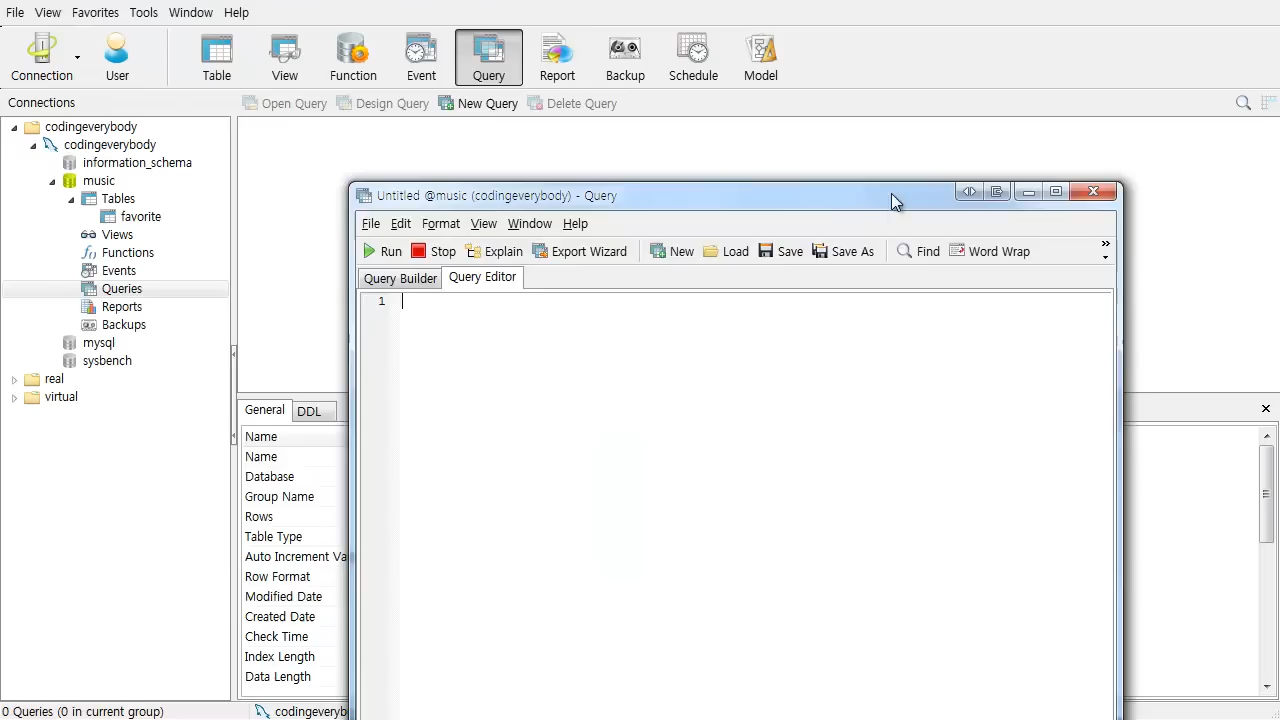 File View Favorites Tools Window Help
Connection User Table View Function Event Query Report Backup Schedule Model
Connections
Open Query Design Query New Query Delete Query
codingeverybody
codingeverybody
information_schema
music
Tables
favorite
Views
Functions
Events
Queries
Reports
Backups
mysql
sysbench
real
virtual
Untitled @music (codingeverybody) - Query
File Edit Format View Window Help
Run Stop Explain Export Wizard New Load Save Save As Find Word Wrap
Query Builder Query Editor
1
General DDL
Name
Name
Database
Group Name
Rows
Table Type
Auto Increment Va
Row Format
Modified Date
Created Date
Check Time
Index Length
Data Length
0 Queries (0 in current group) codingeveryb